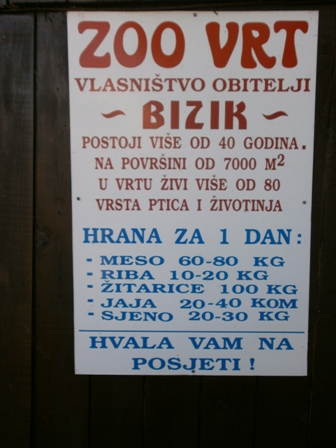 ZOO VRT
VLASNIŠTVO OBITELJI
~ BIZIK ~
POSTOJI VIŠE OD 40 GODINA.
NA POVRŠINI OD 7000 M²
U VRTU ŽIVI VIŠE OD 80
VRSTA PTICA I ŽIVOTINJA
HRANA ZA 1 DAN:
- MESO 60-80 KG
- RIBA 10-20 KG
- ŽITARICE 100 KG
- JAJA 20-40 KOM
- SJENO 20-30 KG
HVALA VAM NA
POSJETI !